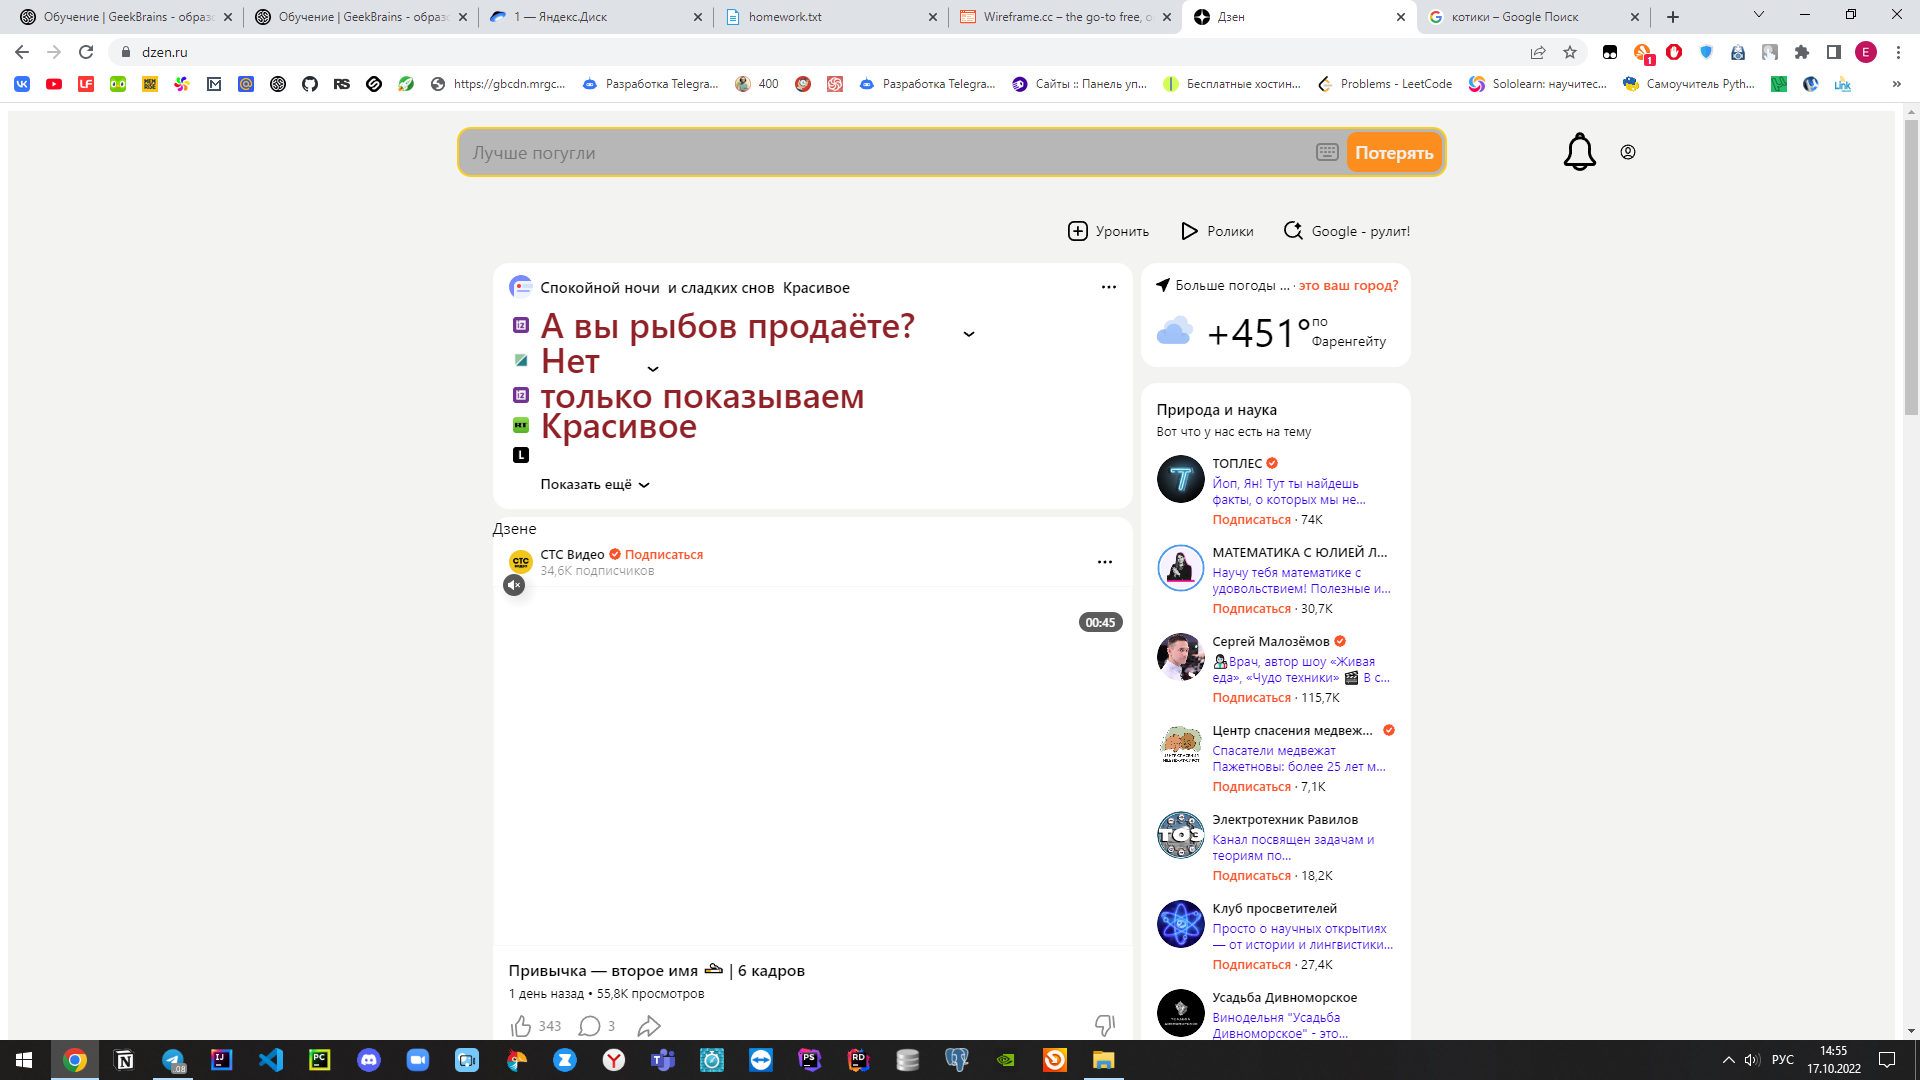 Обучение | GeekBrains - образо
Обучение | GeekBrains - образо
1 — Яндекс.Диск
homework.txt
Wireframe.cc – the go-to free, o
Дзен
котики – Google Поиск
dzen.ru
1
E
https://gbcdn.mrgc...
Разработка Telegra...
400
Разработка Telegra...
Сайты :: Панель уп...
Бесплатные хостин...
Problems - LeetCode
Sololearn: научитес...
Самоучитель Pyth...
Лучше погугли
Потерять
Уронить
Ролики
Google - рулит!
Спокойной ночи и сладких снов Красивое
А вы рыбов продаёте?
Нет
только показываем
Красивое
Показать ещё
Больше погоды ... · это ваш город?
+451°
по
Фаренгейту
Природа и наука
Вот что у нас есть на тему
ТОПЛЕС
Йоп, Ян! Тут ты найдешь
факты, о которых мы не...
Подписаться · 74K
МАТЕМАТИКА С ЮЛИЕЙ Л...
Научу тебя математике с
удовольствием! Полезные и...
Подписаться · 30,7K
Сергей Малозёмов
Врач, автор шоу «Живая
еда», «Чудо техники» 🎬 В с...
Подписаться · 115,7K
Центр спасения медвеж...
Спасатели медвежат
Пажетновы: более 25 лет м...
Подписаться · 7,1K
Электротехник Равилов
Канал посвящен задачам и
теориям по...
Подписаться · 18,2K
Клуб просветителей
Просто о научных открытиях
— от истории и лингвистики...
Подписаться · 27,4K
Усадьба Дивноморское
Винодельня "Усадьба
Дивноморское" - это...
Дзене
СТС Видео Подписаться
34,6K подписчиков
00:45
Привычка — второе имя | 6 кадров
1 день назад • 55,8K просмотров
343
3
РУС
14:55
17.10.2022